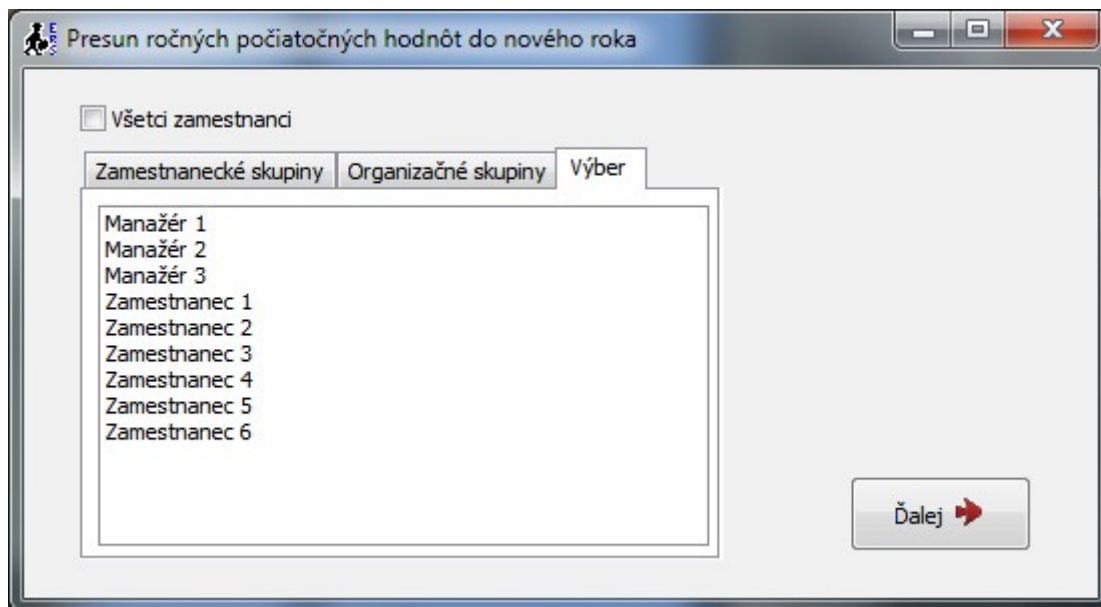 ERS Presun ročných počiatočných hodnôt do nového roka
Všetci zamestnanci
Zamestnanecké skupiny Organizačné skupiny Výber
Manažér 1
Manažér 2
Manažér 3
Zamestnanec 1
Zamestnanec 2
Zamestnanec 3
Zamestnanec 4
Zamestnanec 5
Zamestnanec 6
Ďalej